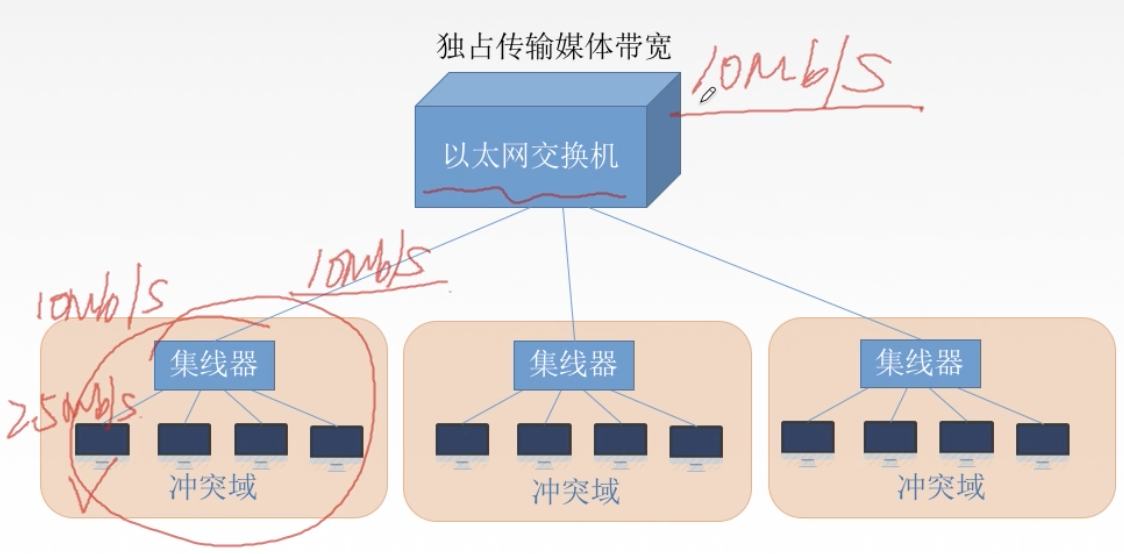 独占传输媒体带宽
10Mb/s
以太网交换机
10Mb/s
10Mb/s
集线器
集线器
集线器
2.5Mb/s
冲突域
冲突域
冲突域